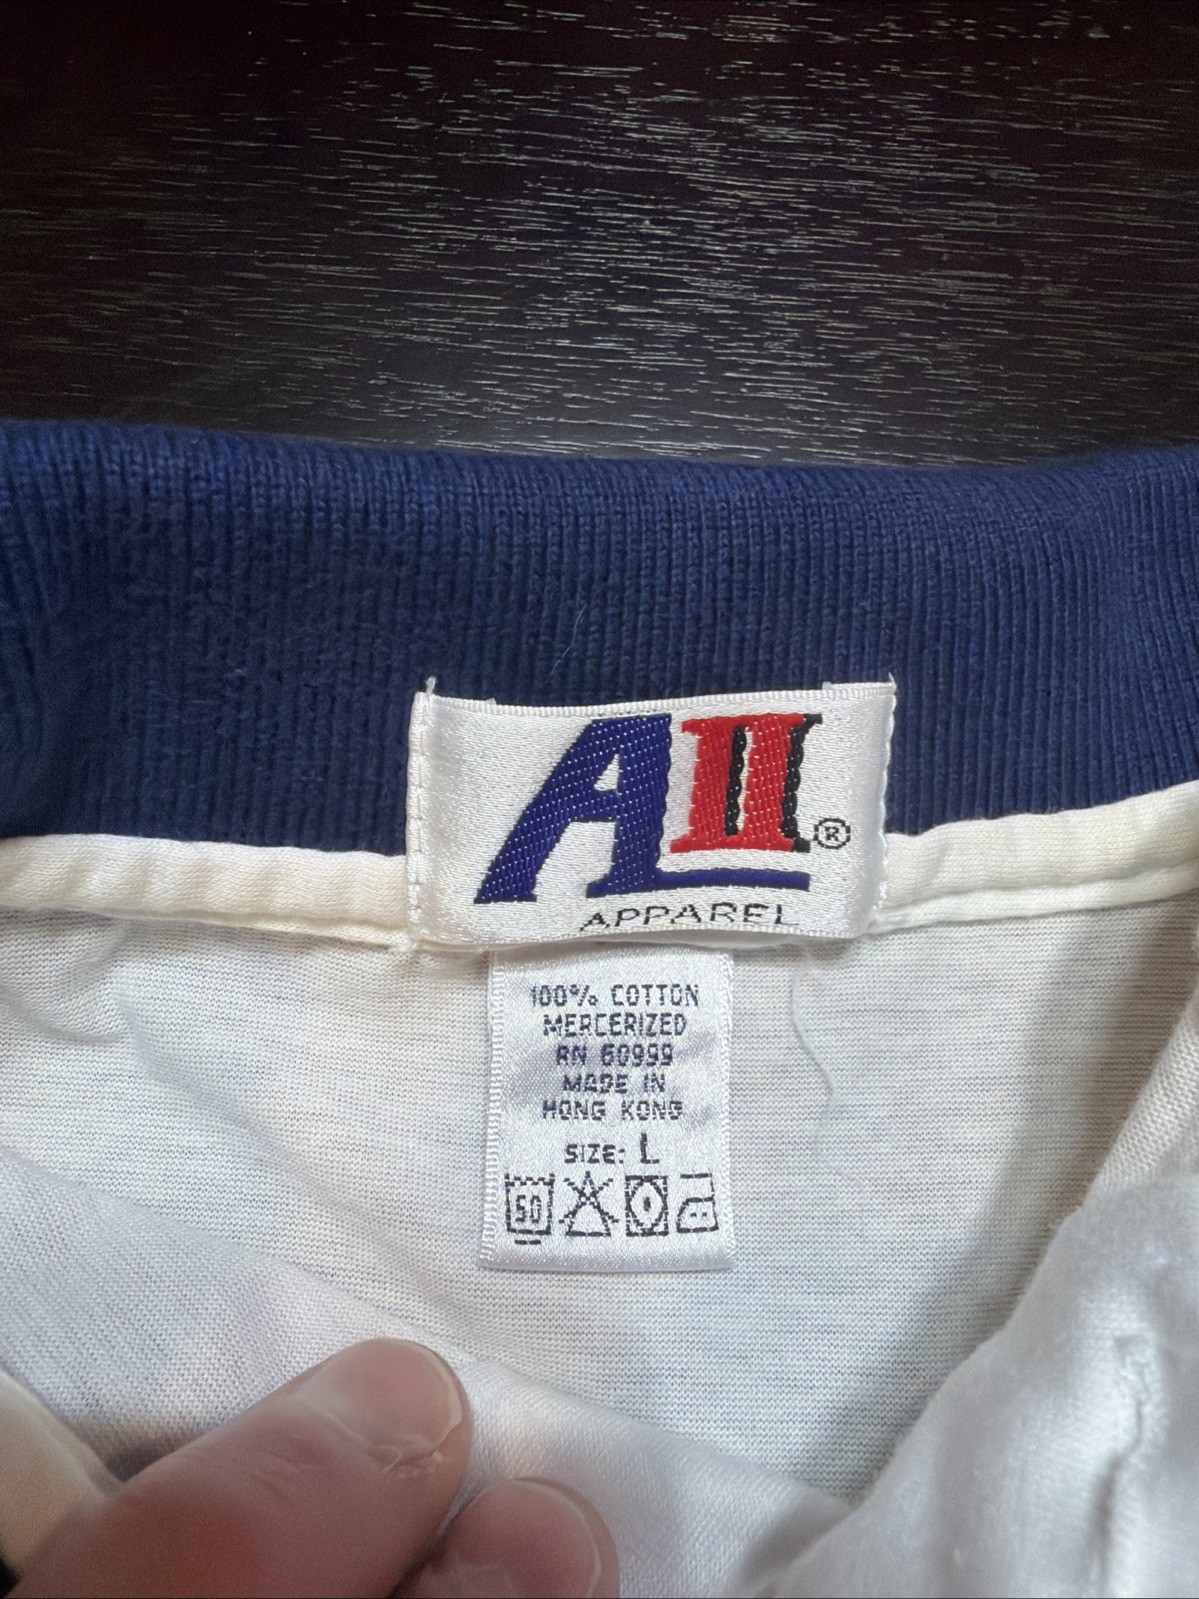 AII®
APPAREL
100% COTTON
MERCERIZED
RN 60999
MADE IN
HONG KONG
SIZE: L
50